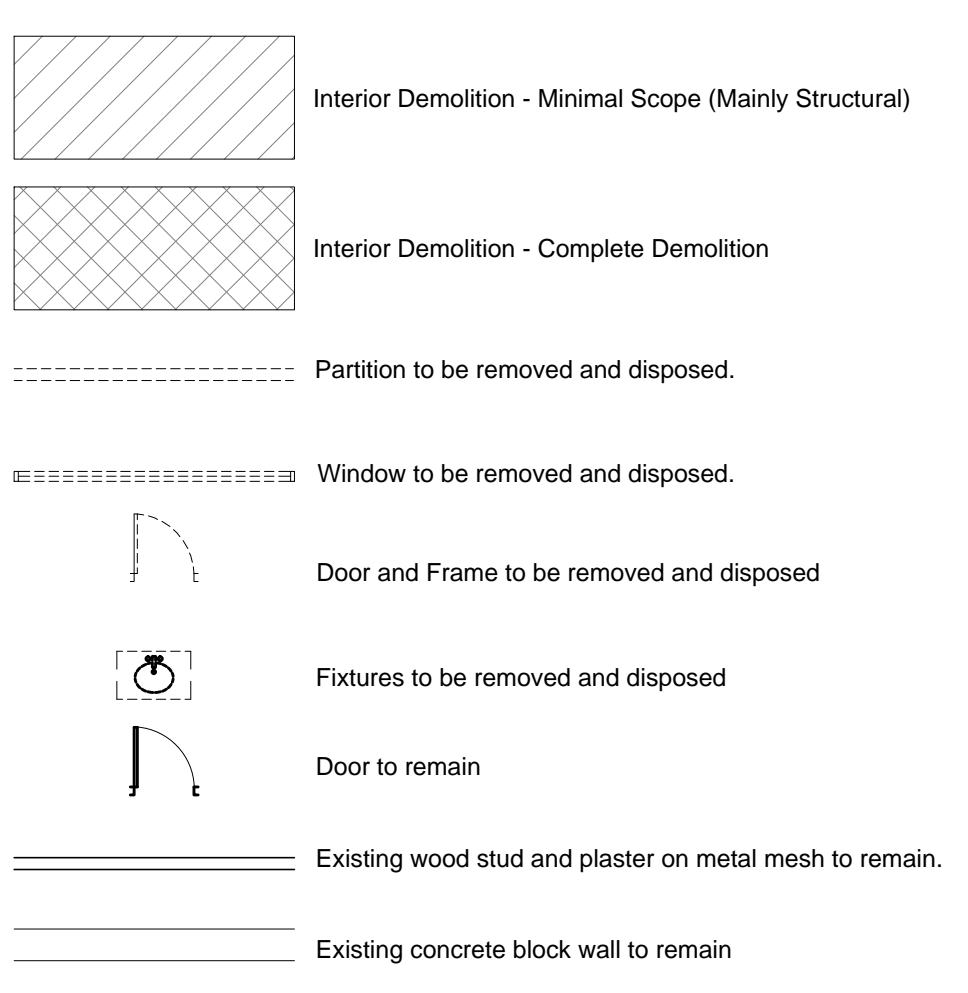 Interior Demolition - Minimal Scope (Mainly Structural)
Interior Demolition - Complete Demolition
Partition to be removed and disposed.
Window to be removed and disposed.
Door and Frame to be removed and disposed
Fixtures to be removed and disposed
Door to remain
Existing wood stud and plaster on metal mesh to remain.
Existing concrete block wall to remain